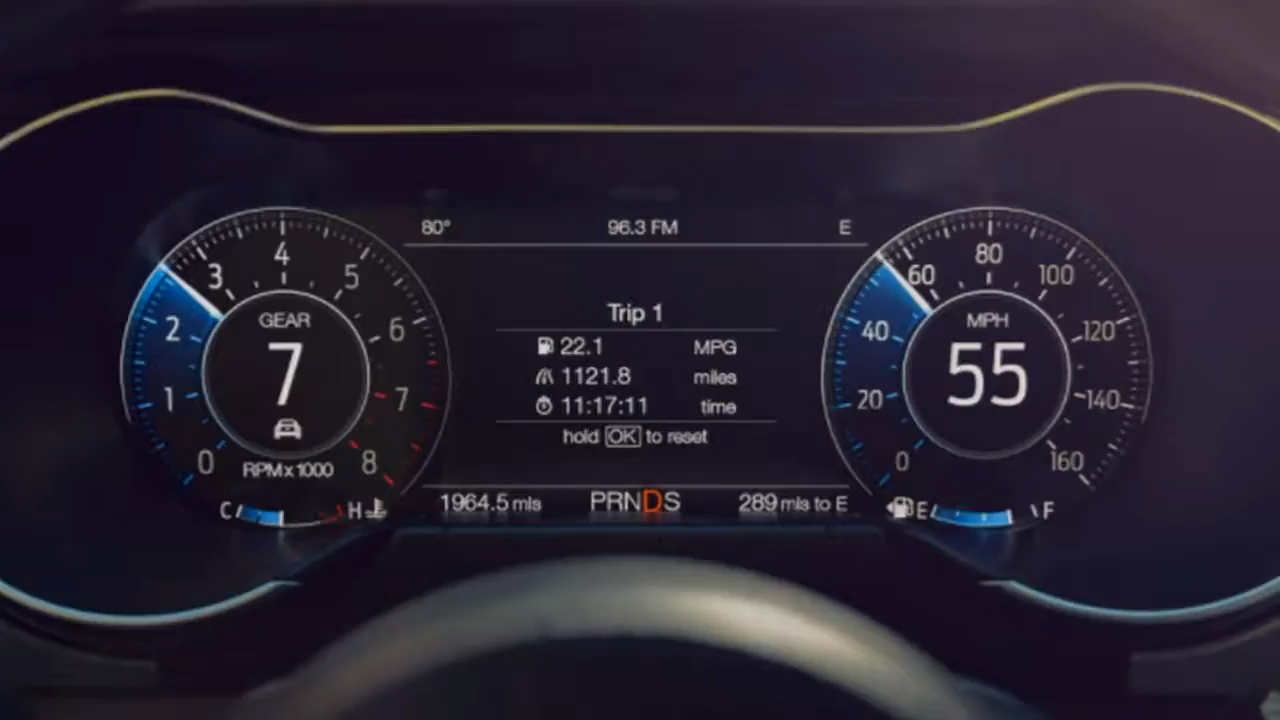 80° 96.3 FM E
4
3 5
2 6
1 7
0 8
GEAR
7
RPM x 1000
C H
Trip 1
22.1 MPG
1121.8 miles
11:17:11 time
hold OK to reset
1964.5 mls PRNDS 289 mls to E
80
60 100
40 120
20 140
0 160
MPH
55
E F